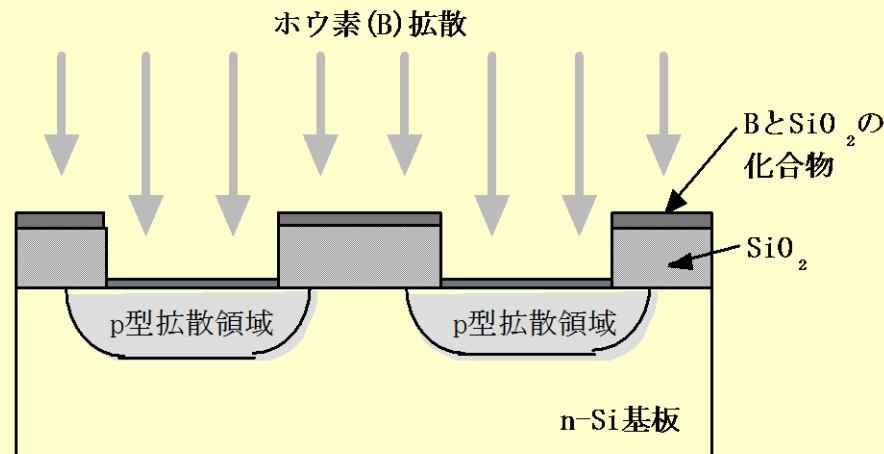 ホウ素(B)拡散
BとSiO₂の
化合物
SiO₂
p型拡散領域
p型拡散領域
n-Si基板